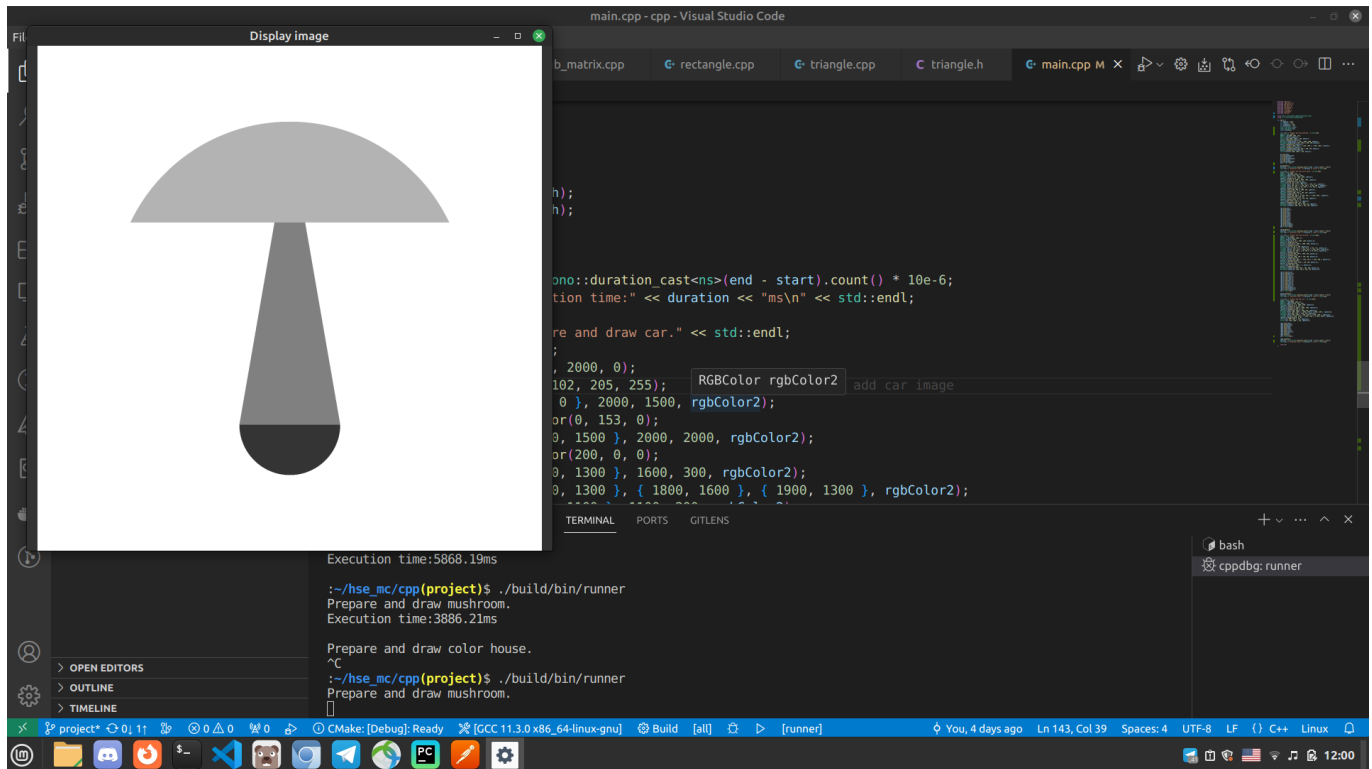 main.cpp - cpp - Visual Studio Code
Display image
b_matrix.cpp
rectangle.cpp
triangle.cpp
C triangle.h
main.cpp M
h);
h);
ono::duration_cast<ns>(end - start).count() * 10e-6;
tion time:" << duration << "ms\n" << std::endl;
re and draw car." << std::endl;
;
, 2000, 0);
102, 205, 255);
RGBColor rgbColor2
add car image
0 }, 2000, 1500, rgbColor2);
or(0, 153, 0);
0, 1500 }, 2000, 2000, rgbColor2);
or(200, 0, 0);
0, 1300 }, 1600, 300, rgbColor2);
0, 1300 }, { 1800, 1600 }, { 1900, 1300 }, rgbColor2);
TERMINAL
PORTS
GITLENS
bash
cppdbg: runner
Execution time:5868.19ms
:~/hse_mc/cpp(project)$ ./build/bin/runner
Prepare and draw mushroom.
Execution time:3886.21ms
Prepare and draw color house.
^C
:~/hse_mc/cpp(project)$ ./build/bin/runner
Prepare and draw mushroom.
OPEN EDITORS
OUTLINE
TIMELINE
project* 0↓ 1↑ 0 0 0 CMake: [Debug]: Ready [GCC 11.3.0 x86_64-linux-gnu] Build [all] [runner] You, 4 days ago Ln 143, Col 39 Spaces: 4 UTF-8 LF {} C++ Linux
PC
12:00